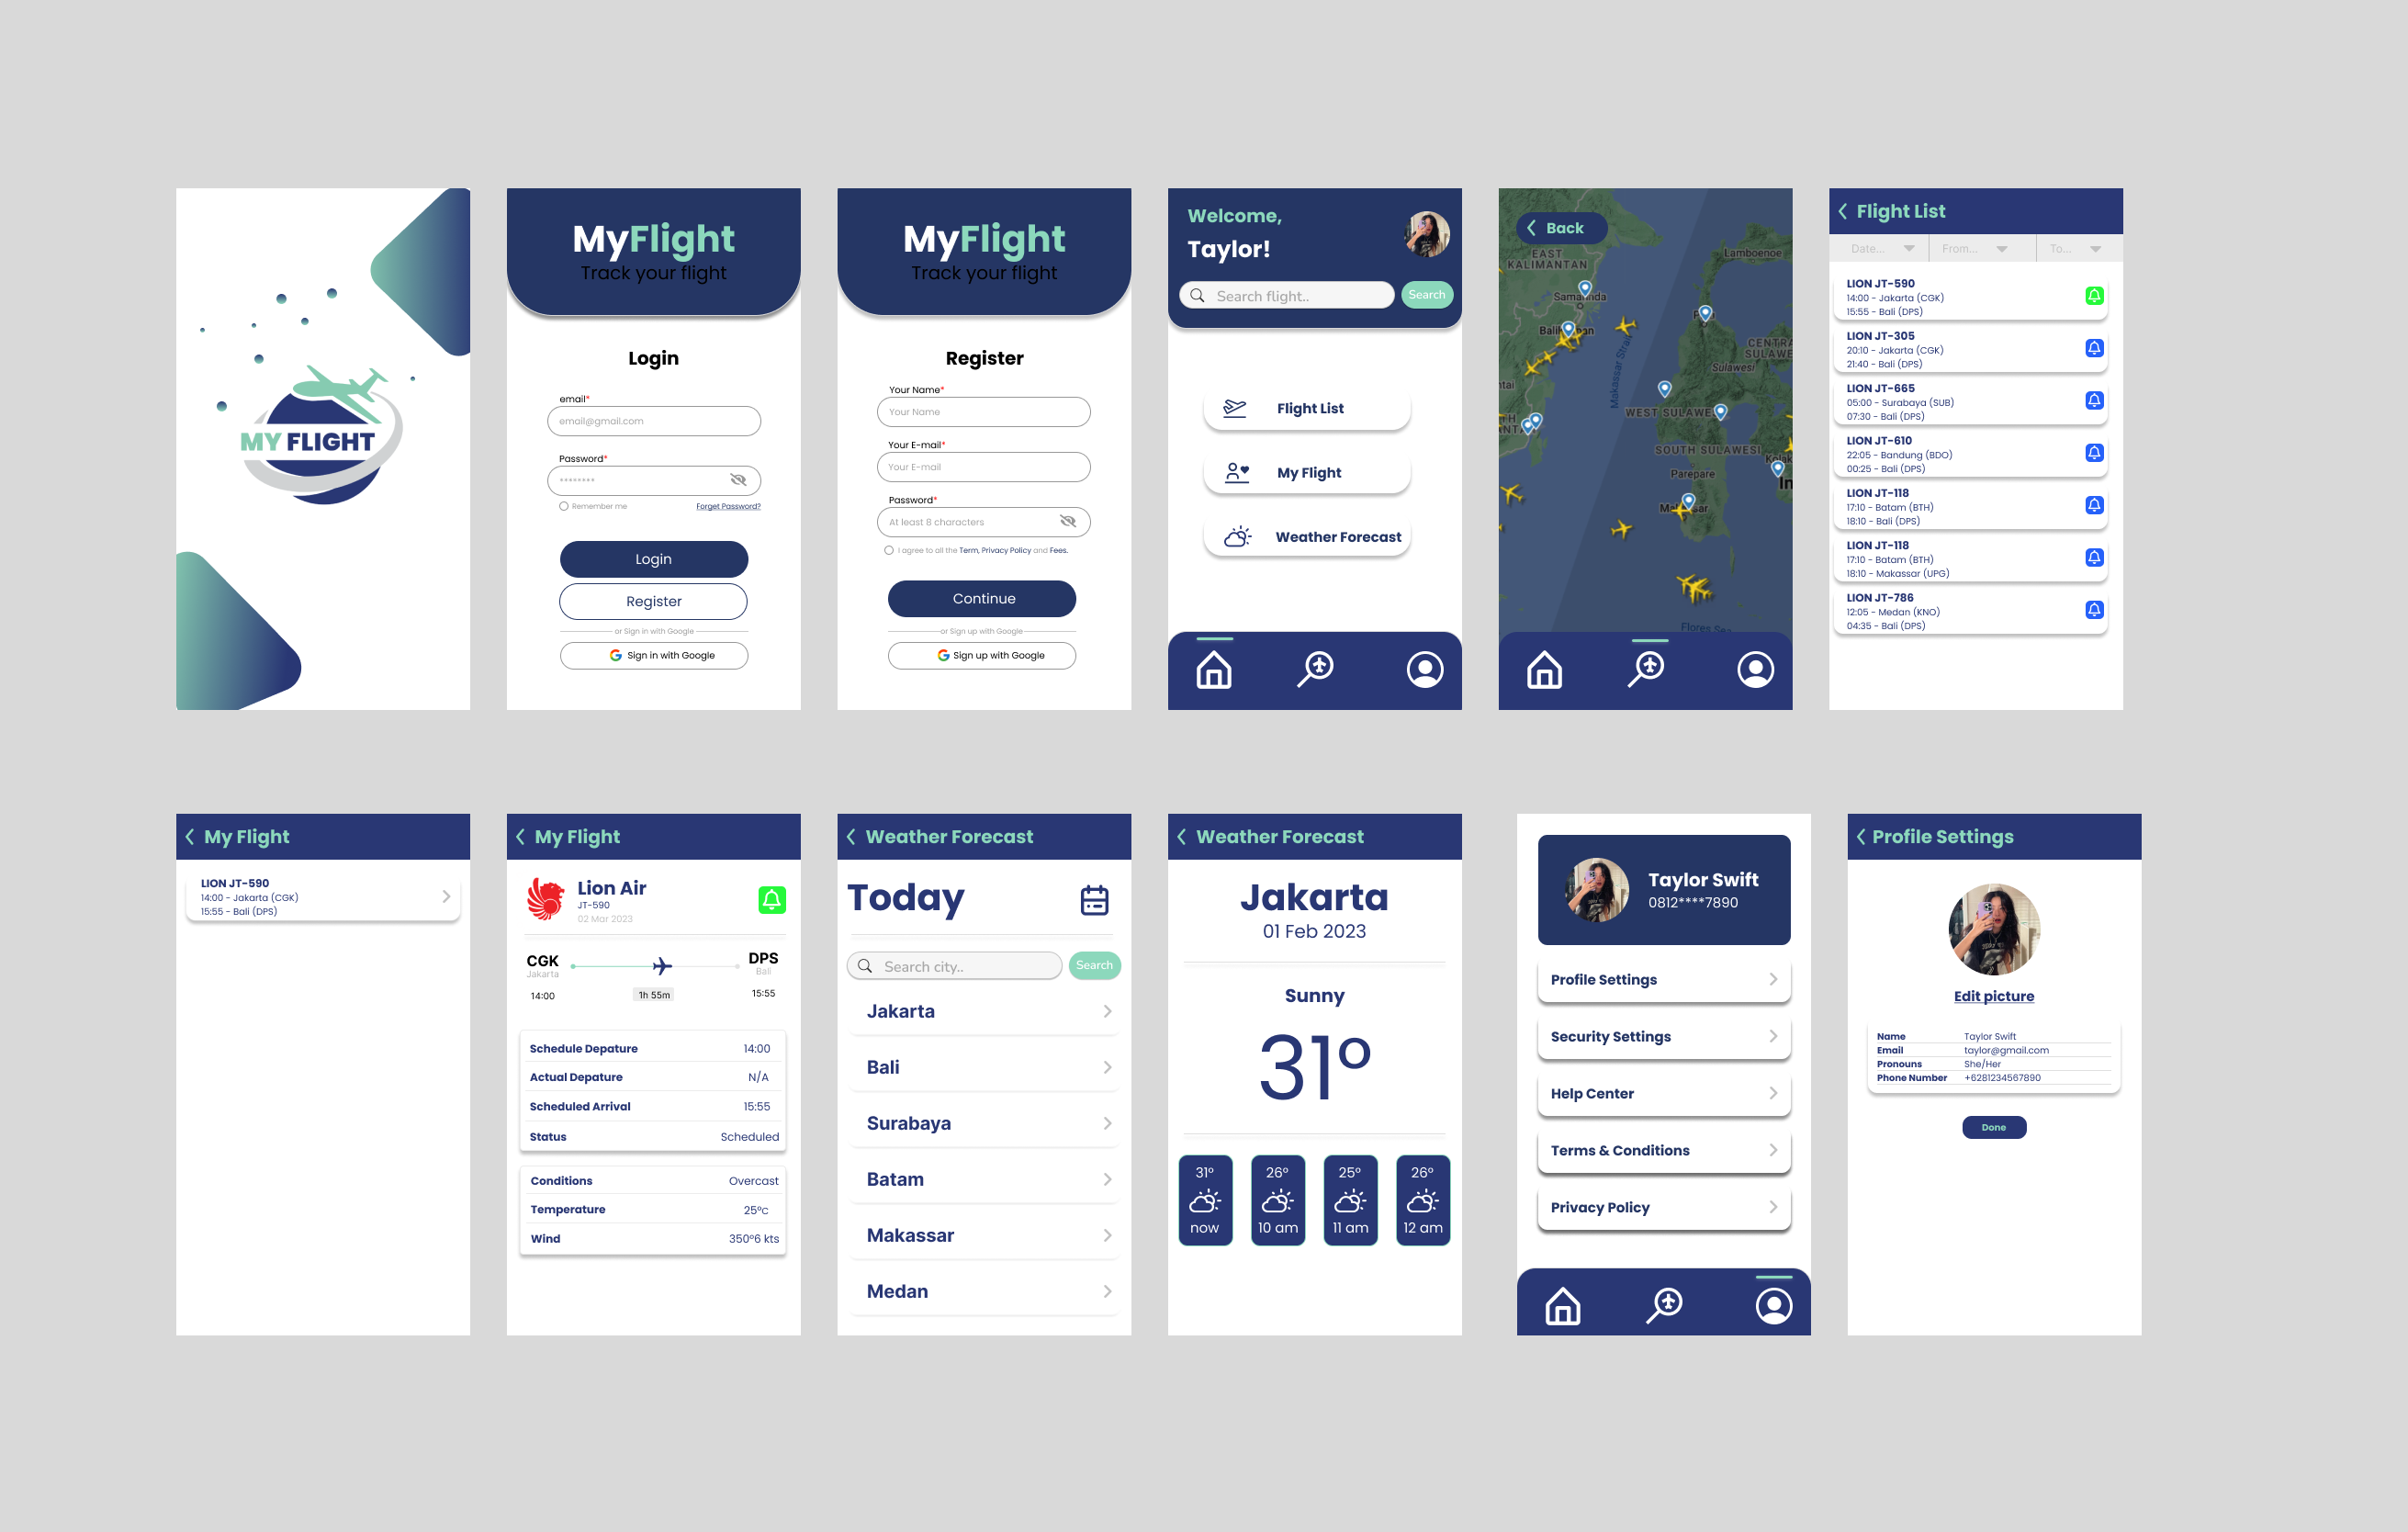 MY FLIGHT
MyFlight
Track your flight
Login
email*
email@gmail.com
Password*
Remember me
Forget Password?
Login
Register
or Sign in with Google
Sign in with Google
MyFlight
Track your flight
Register
Your Name*
Your Name
Your E-mail*
Your E-mail
Password*
At least 8 characters
I agree to all the Term, Privacy Policy and Fees.
Continue
or Sign up with Google
Sign up with Google
Welcome,
Taylor!
Search flight..
Search
Flight List
My Flight
Weather Forecast
Back
EAST
KALIMANTAN
Lamboenoe
Makassar Strait
Sulawesi
WEST SULAWE
SOUTH SULAWESI
Parepare
Flores Sea
Flight List
Date...
From...
To...
LION JT-590
14:00 - Jakarta (CGK)
15:55 - Bali (DPS)
LION JT-305
20:10 - Jakarta (CGK)
21:40 - Bali (DPS)
LION JT-665
05:00 - Surabaya (SUB)
07:30 - Bali (DPS)
LION JT-610
22:05 - Bandung (BDO)
00:25 - Bali (DPS)
LION JT-118
17:10 - Batam (BTH)
18:10 - Bali (DPS)
LION JT-118
17:10 - Batam (BTH)
18:10 - Makassar (UPG)
LION JT-786
12:05 - Medan (KNO)
04:35 - Bali (DPS)
My Flight
LION JT-590
14:00 - Jakarta (CGK)
15:55 - Bali (DPS)
My Flight
Lion Air
JT-590
02 Mar 2023
CGK
Jakarta
14:00
1h 55m
DPS
Bali
15:55
Schedule Depature 14:00
Actual Depature N/A
Scheduled Arrival 15:55
Status Scheduled
Conditions Overcast
Temperature 25°C
Wind 350°6 kts
Weather Forecast
Today
Search city..
Search
Jakarta
Bali
Surabaya
Batam
Makassar
Medan
Weather Forecast
Jakarta
01 Feb 2023
Sunny
31°
31° 26° 25° 26°
now 10 am 11 am 12 am
Taylor Swift
0812****7890
Profile Settings
Security Settings
Help Center
Terms & Conditions
Privacy Policy
Profile Settings
Edit picture
Name Taylor Swift
Email taylor@gmail.com
Pronouns She/Her
Phone Number +6281234567890
Done